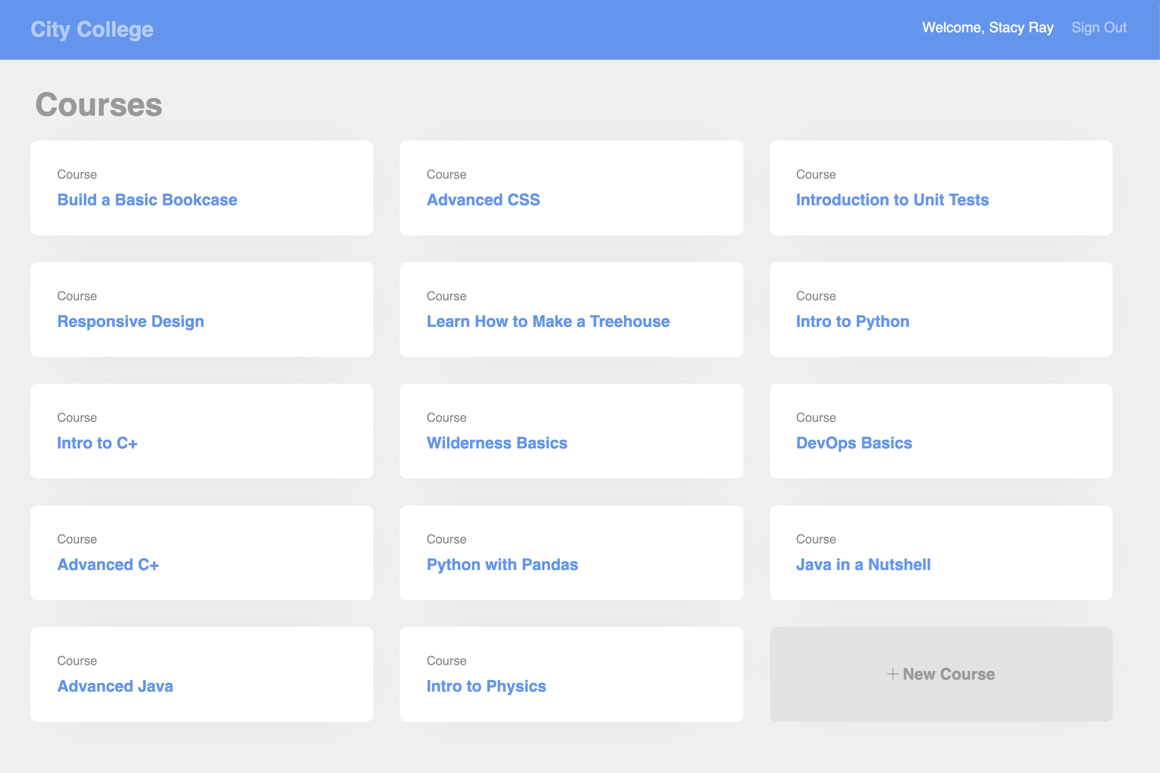 City College
Welcome, Stacy Ray Sign Out
Courses
Course
Build a Basic Bookcase
Course
Advanced CSS
Course
Introduction to Unit Tests
Course
Responsive Design
Course
Learn How to Make a Treehouse
Course
Intro to Python
Course
Intro to C+
Course
Wilderness Basics
Course
DevOps Basics
Course
Advanced C+
Course
Python with Pandas
Course
Java in a Nutshell
Course
Advanced Java
Course
Intro to Physics
+ New Course